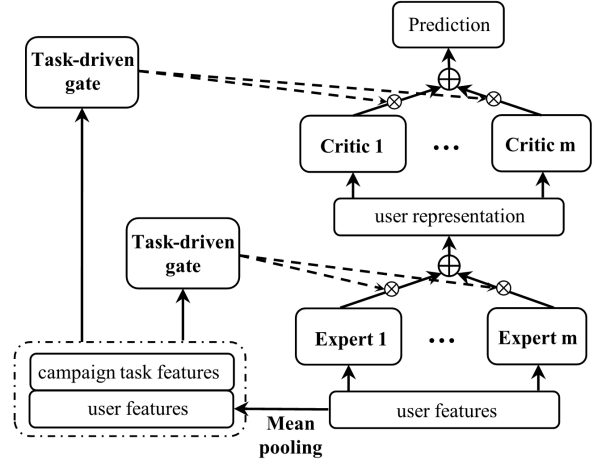 Prediction
Task-driven
gate
Critic 1
...
Critic m
user representation
Task-driven
gate
Expert 1
...
Expert m
campaign task features
user features
user features
Mean
pooling